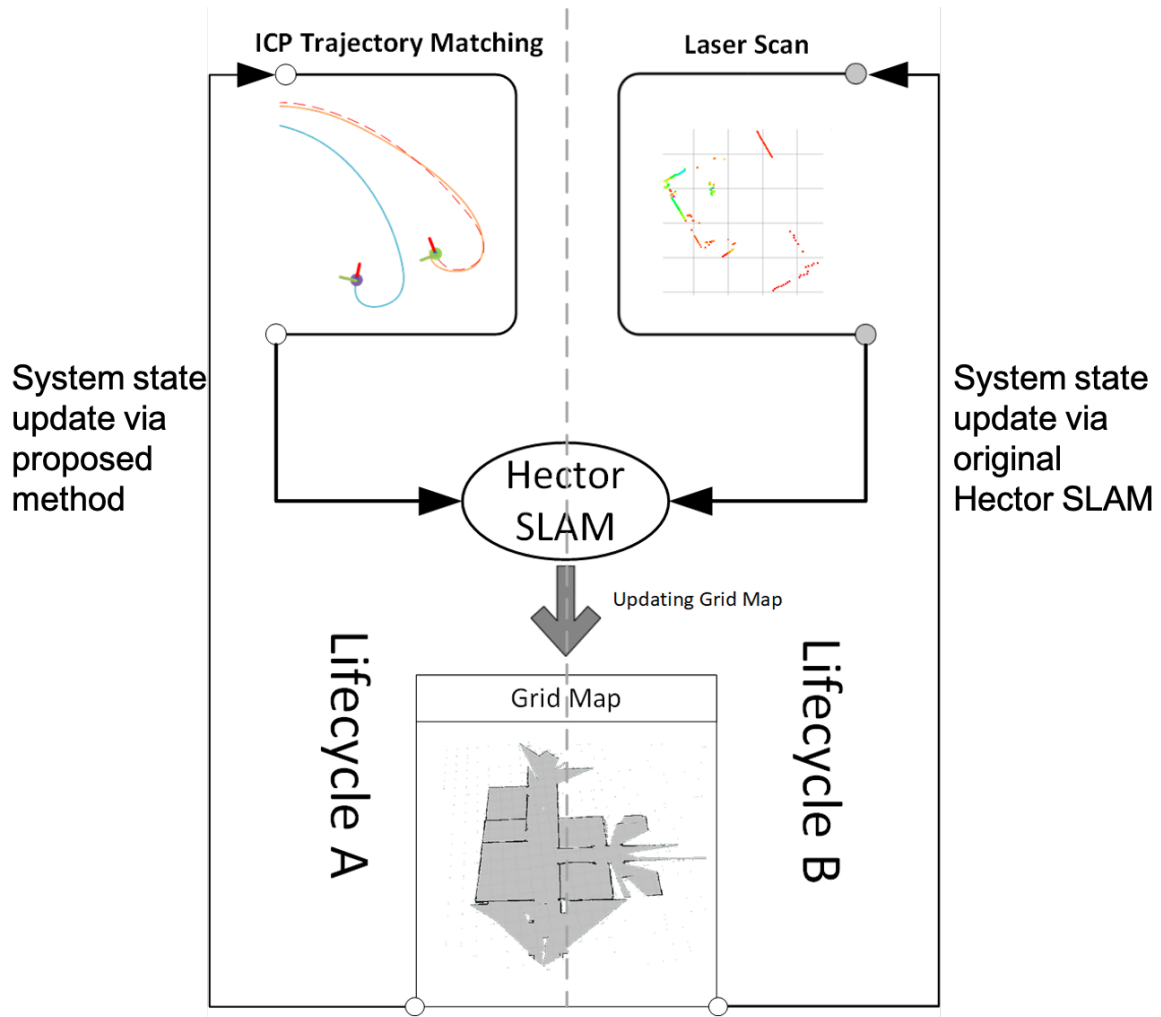 ICP Trajectory Matching
Laser Scan
System state
update via
proposed
method
System state
update via
original
Hector SLAM
Hector
SLAM
Updating Grid Map
Lifecycle A
Lifecycle B
Grid Map